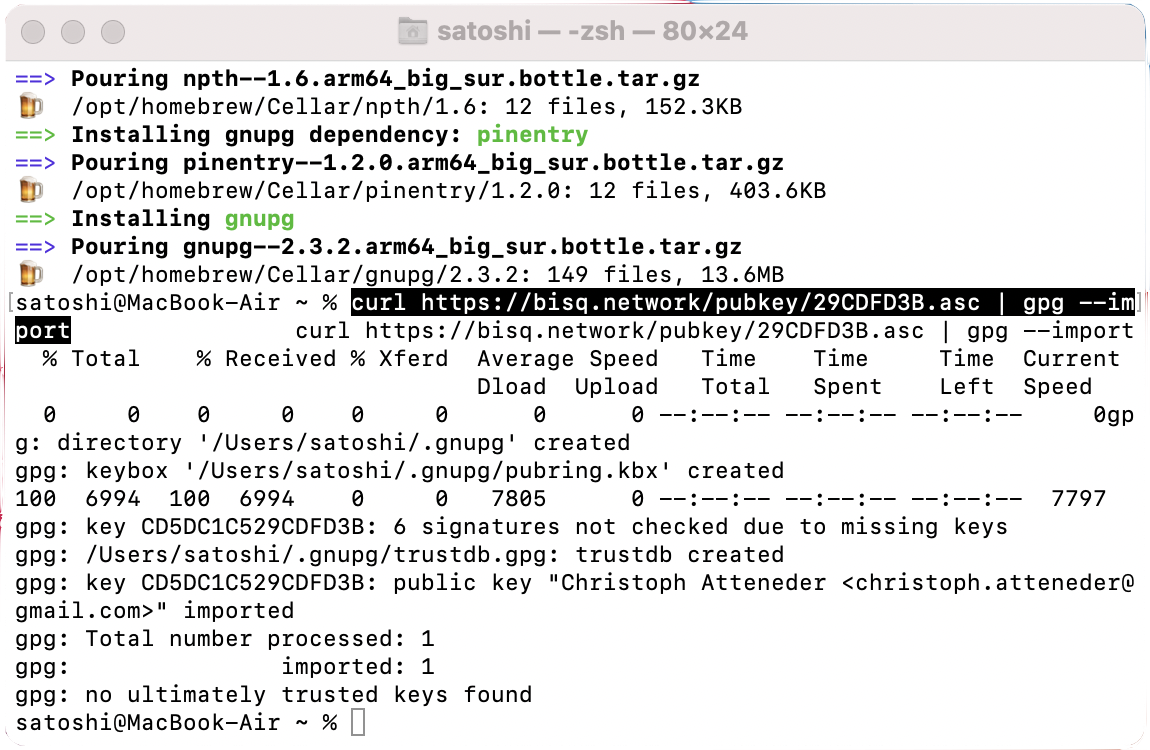 satoshi — -zsh — 80×24
==> Pouring npth--1.6.arm64_big_sur.bottle.tar.gz
🍺  /opt/homebrew/Cellar/npth/1.6: 12 files, 152.3KB
==> Installing gnupg dependency: pinentry
==> Pouring pinentry--1.2.0.arm64_big_sur.bottle.tar.gz
🍺  /opt/homebrew/Cellar/pinentry/1.2.0: 12 files, 403.6KB
==> Installing gnupg
==> Pouring gnupg--2.3.2.arm64_big_sur.bottle.tar.gz
🍺  /opt/homebrew/Cellar/gnupg/2.3.2: 149 files, 13.6MB
[satoshi@MacBook-Air ~ % curl https://bisq.network/pubkey/29CDFD3B.asc | gpg --im]
port                curl https://bisq.network/pubkey/29CDFD3B.asc | gpg --import
  % Total    % Received % Xferd  Average Speed   Time    Time     Time  Current
                                 Dload  Upload   Total   Spent    Left  Speed
  0     0    0     0    0     0      0      0 --:--:-- --:--:-- --:--:--     0gp
g: directory '/Users/satoshi/.gnupg' created
gpg: keybox '/Users/satoshi/.gnupg/pubring.kbx' created
100  6994  100  6994    0     0   7805      0 --:--:-- --:--:-- --:--:--  7797
gpg: key CD5DC1C529CDFD3B: 6 signatures not checked due to missing keys
gpg: /Users/satoshi/.gnupg/trustdb.gpg: trustdb created
gpg: key CD5DC1C529CDFD3B: public key "Christoph Atteneder <christoph.atteneder@
gmail.com>" imported
gpg: Total number processed: 1
gpg:               imported: 1
gpg: no ultimately trusted keys found
satoshi@MacBook-Air ~ %